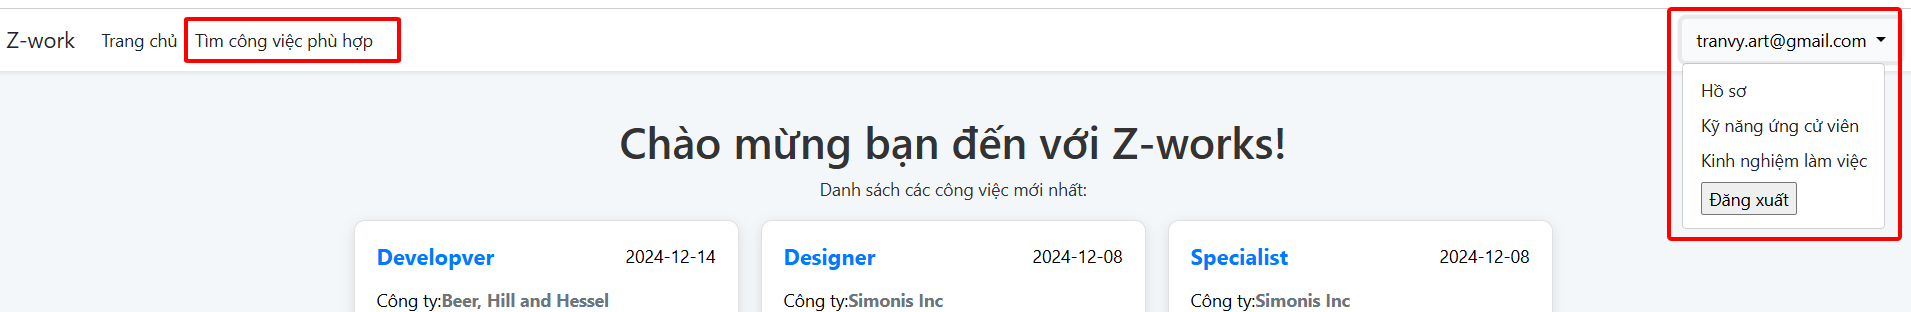 Z-work Trang chủ Tìm công việc phù hợp tranvy.art@gmail.com
Hồ sơ
Kỹ năng ứng cử viên
Kinh nghiệm làm việc
Đăng xuất
Chào mừng bạn đến với Z-works!
Danh sách các công việc mới nhất:
Developver 2024-12-14
Công ty:Beer, Hill and Hessel
Designer 2024-12-08
Công ty:Simonis Inc
Specialist 2024-12-08
Công ty:Simonis Inc